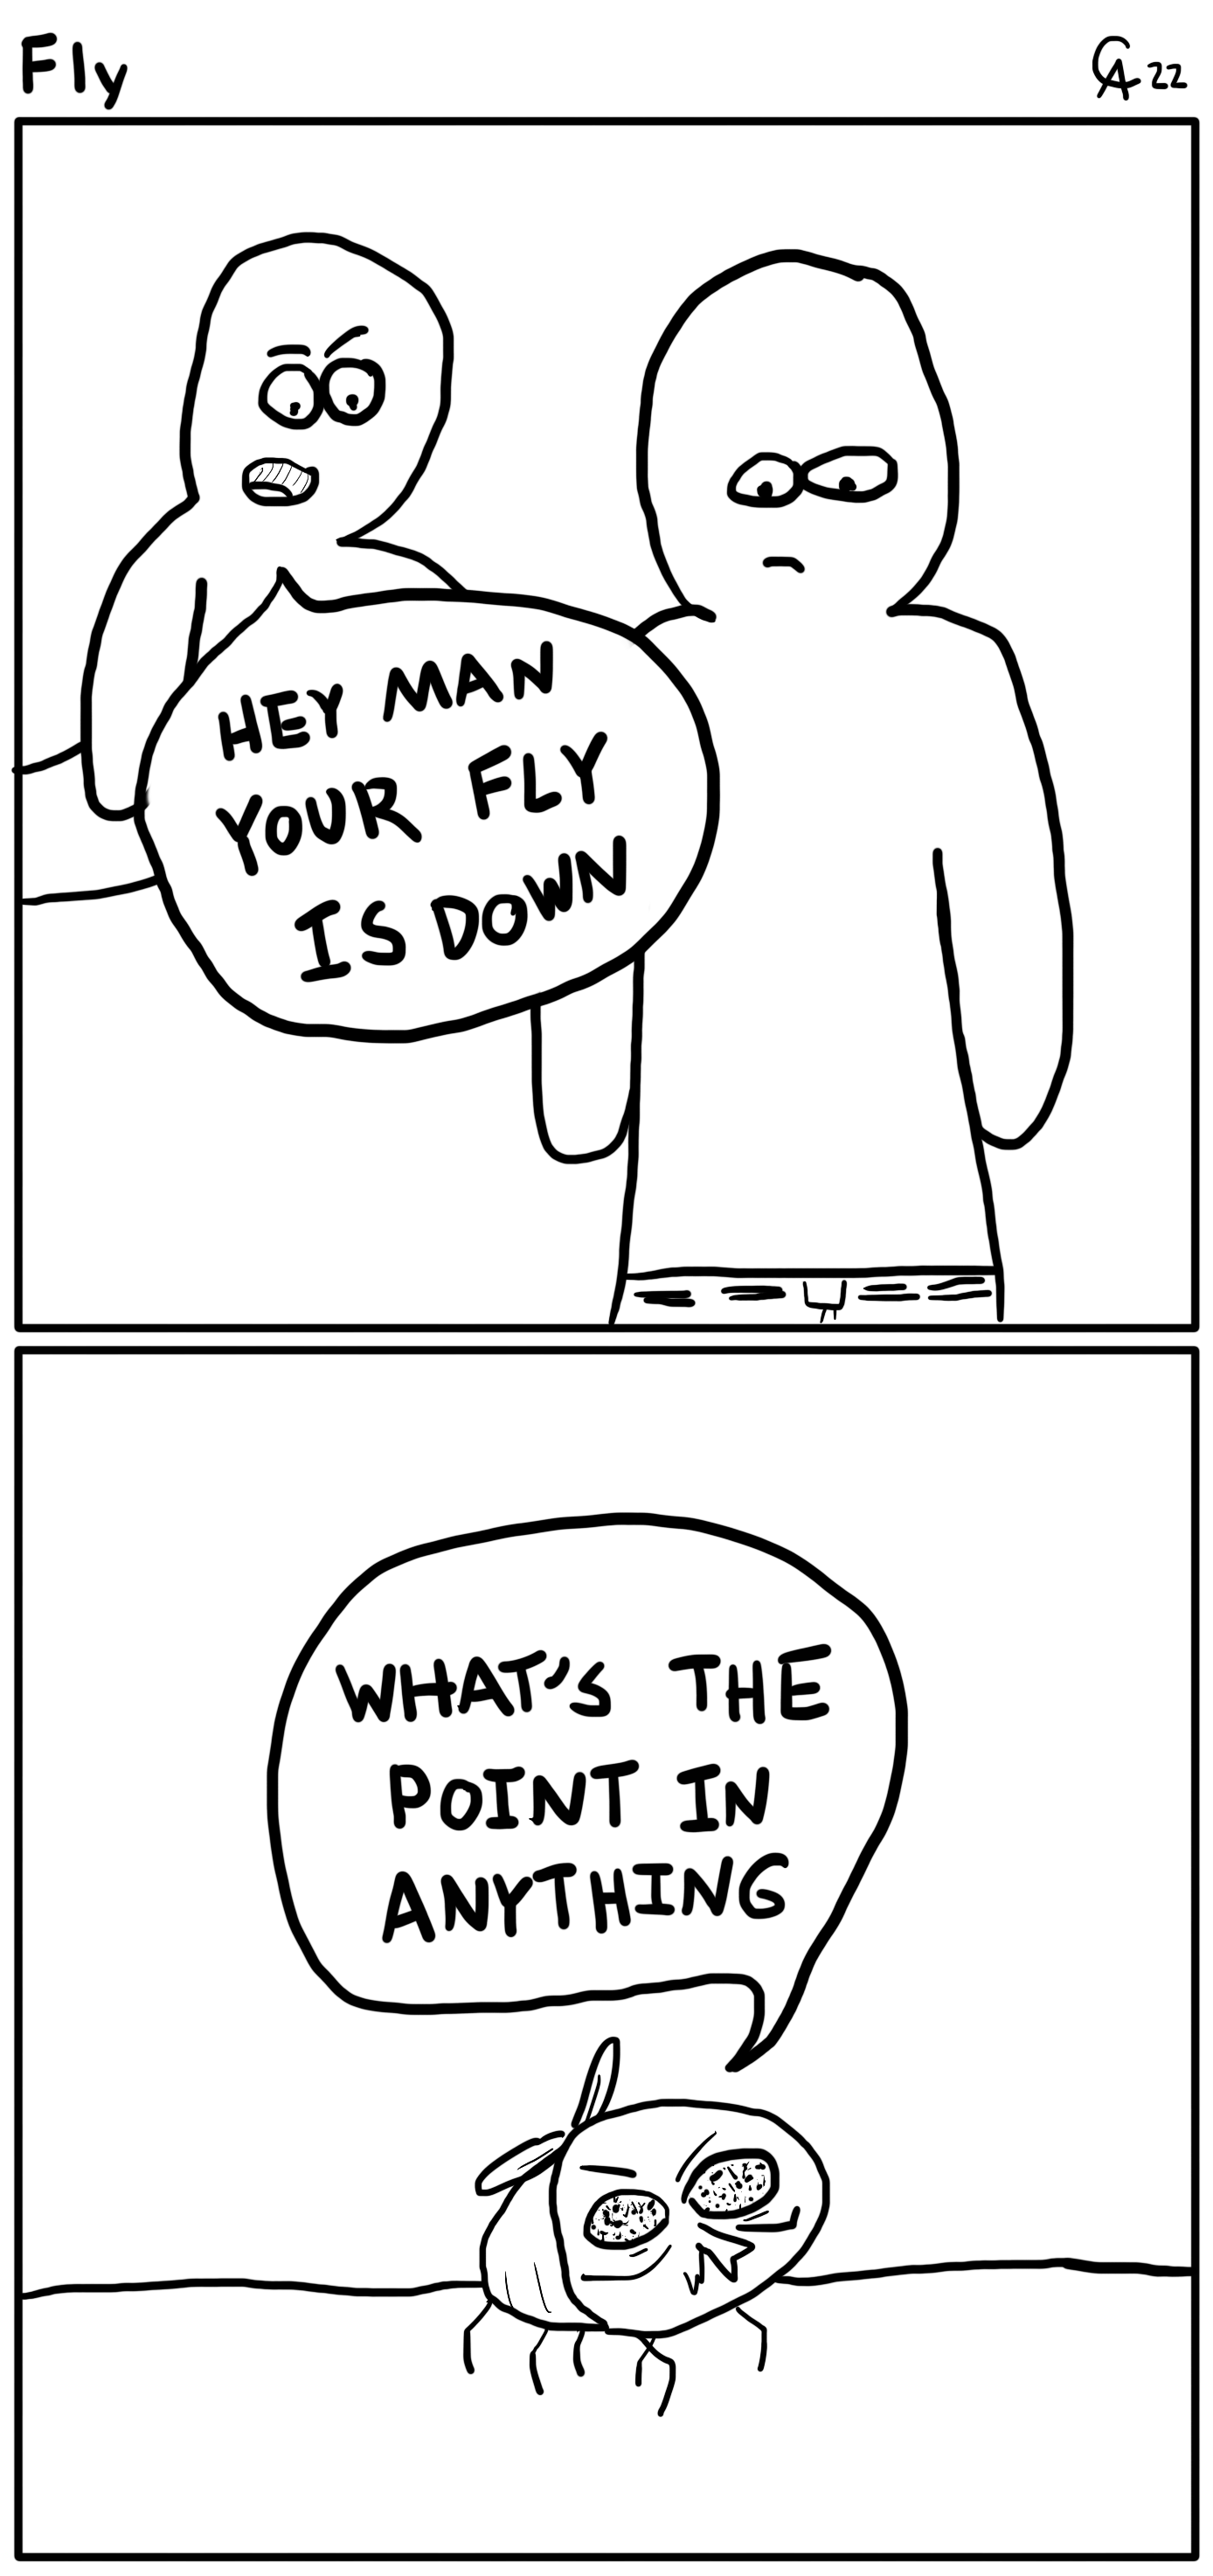 Fly
CA 22
HEY MAN
YOUR FLY
IS DOWN
WHAT'S THE
POINT IN
ANYTHING